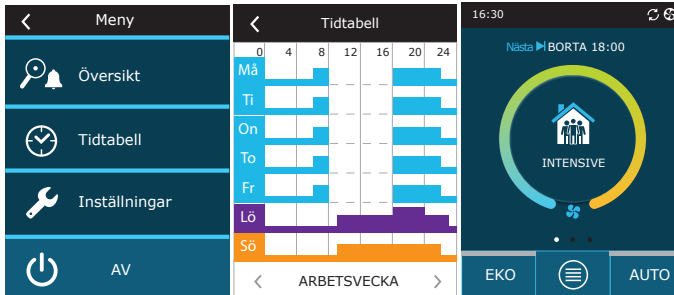 Meny
Översikt
Tidtabell
Inställningar
AV
Tidtabell
0 4 8 12 16 20 24
Må
Ti
On
To
Fr
Lö
Sö
ARBETSVECKA
16:30
Nästa BORTA 18:00
INTENSIVE
EKO
AUTO